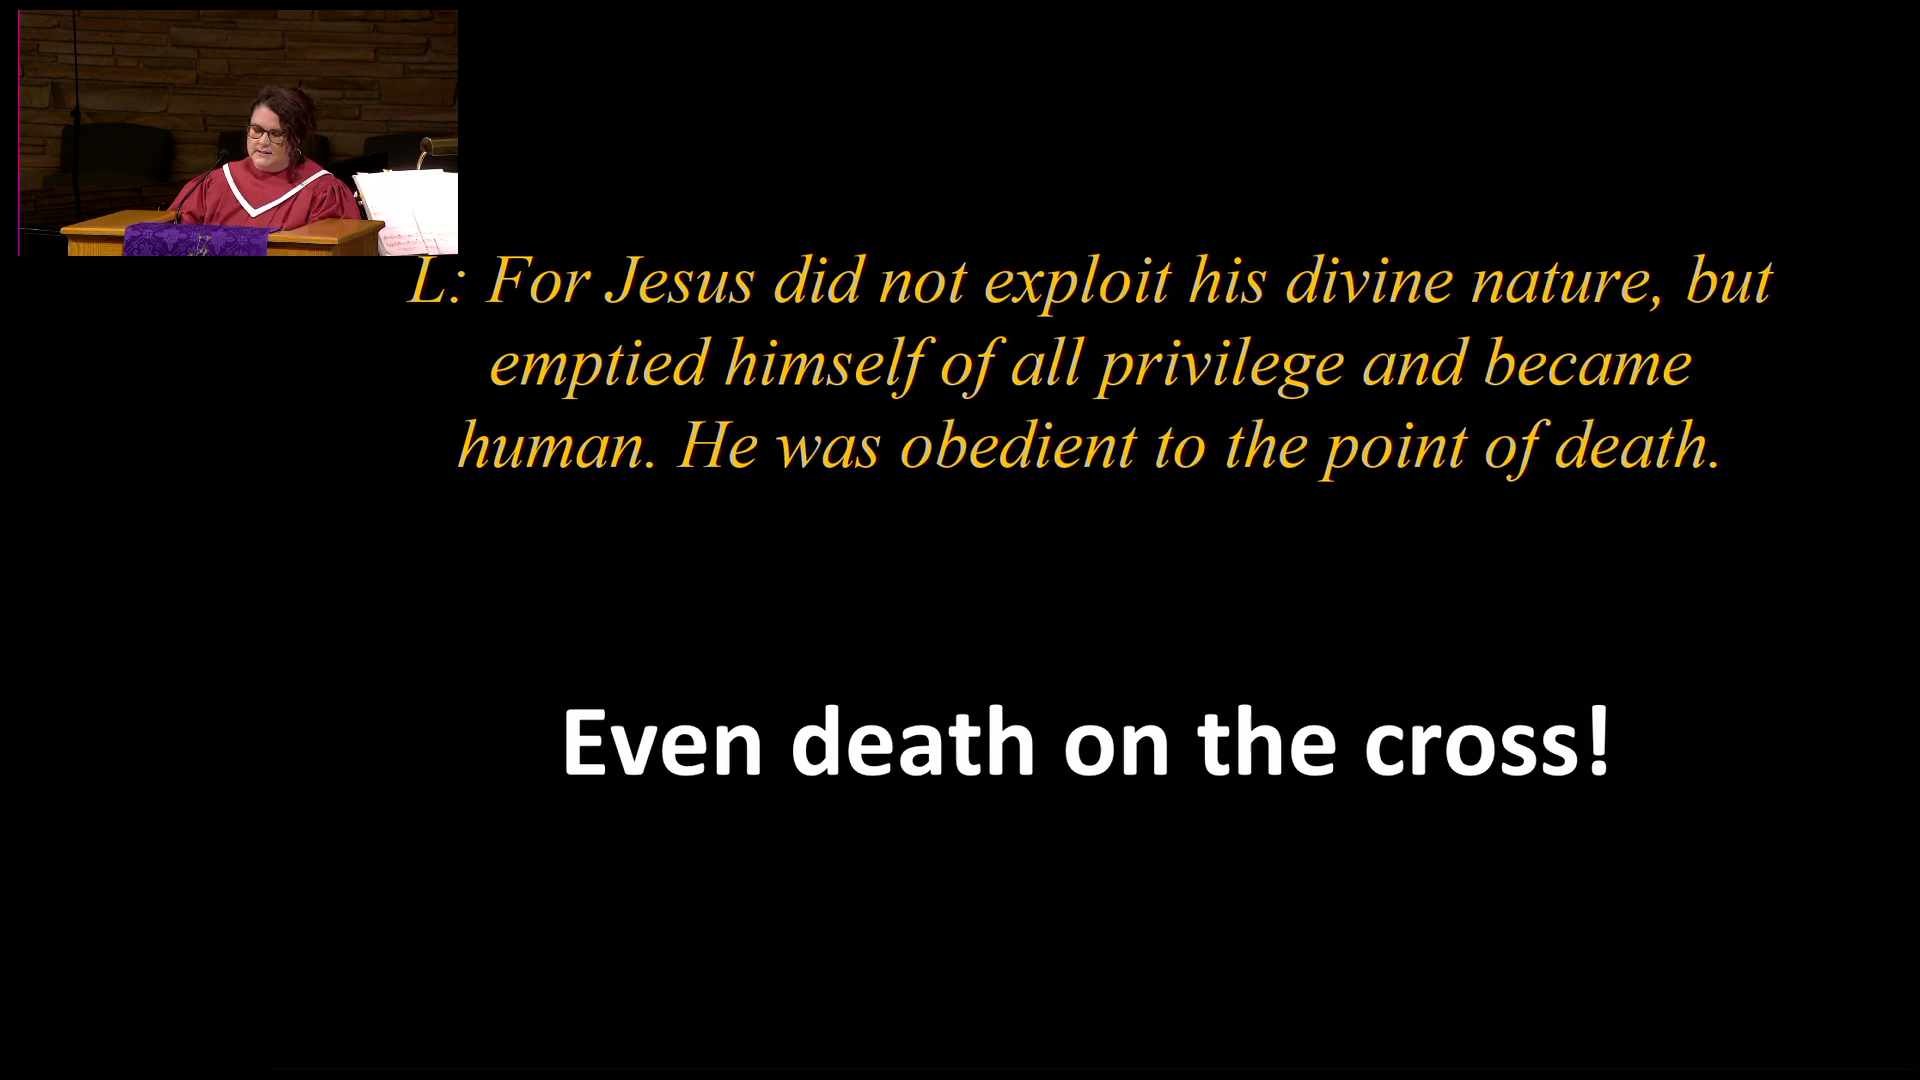 L: For Jesus did not exploit his divine nature, but
emptied himself of all privilege and became
human. He was obedient to the point of death.
Even death on the cross!